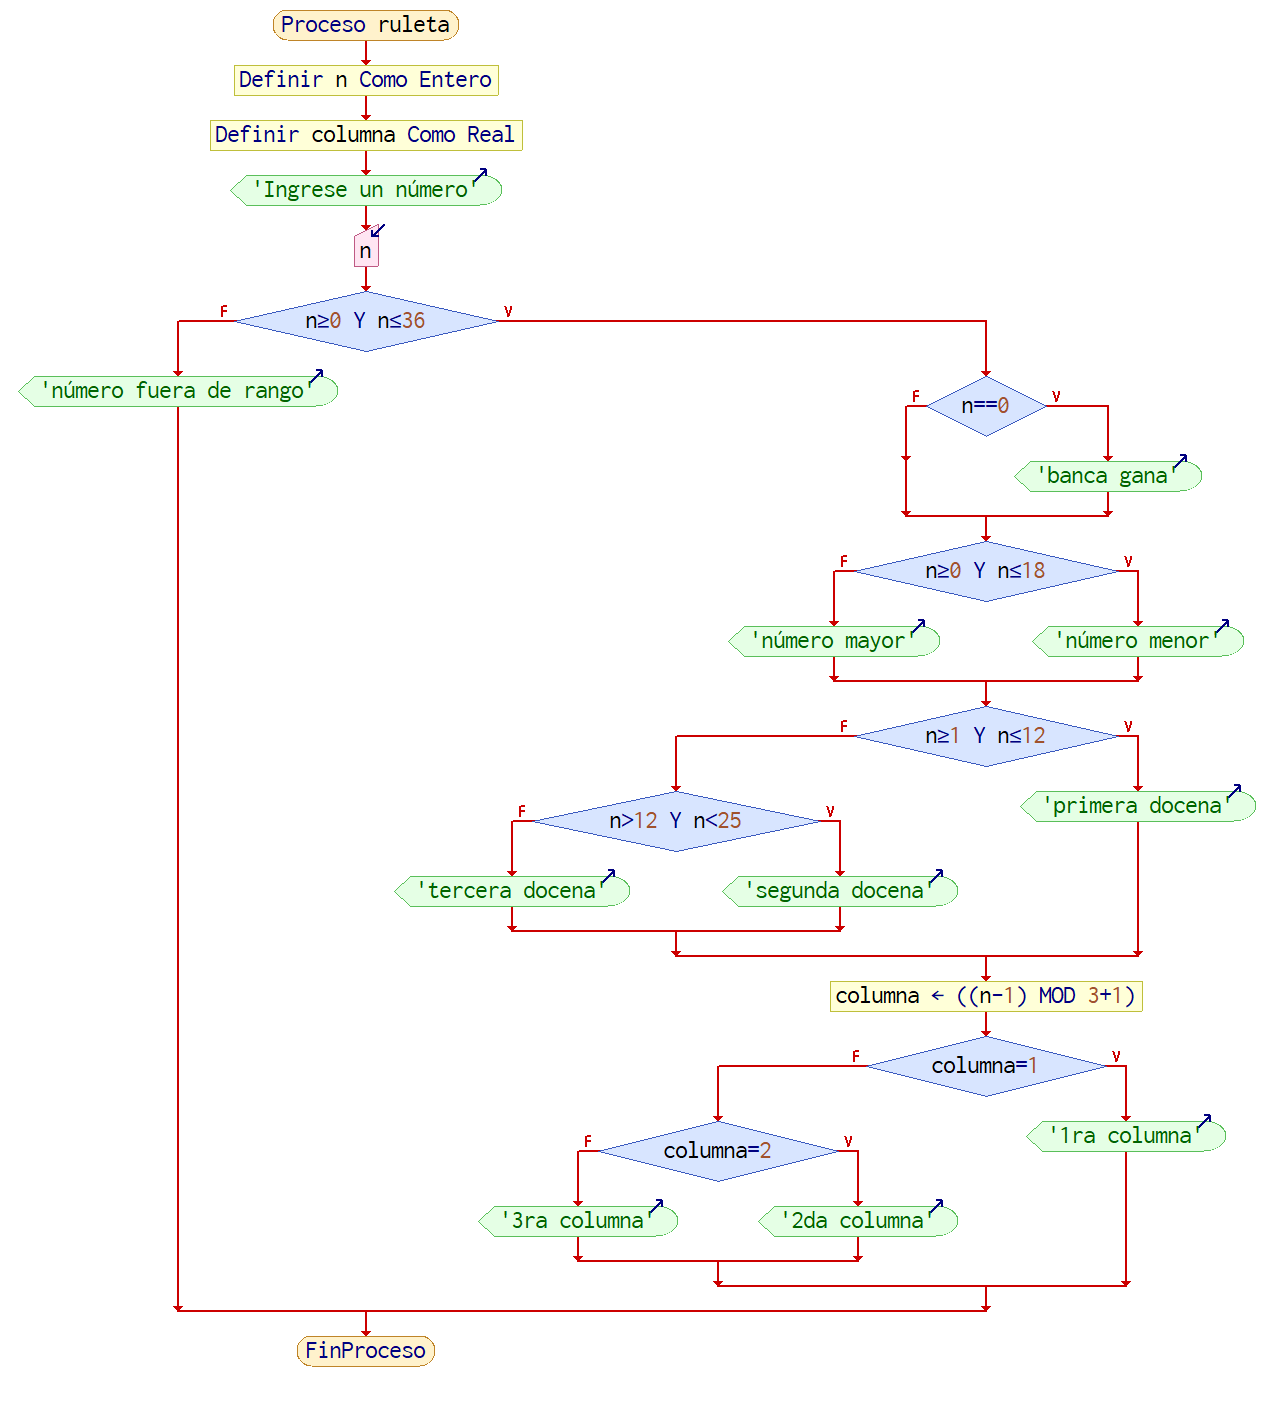 Proceso ruleta
Definir n Como Entero
Definir columna Como Real
'Ingrese un número'
n
n≥0 Y n≤36
F
V
'número fuera de rango'
n==0
F
V
'banca gana'
n≥0 Y n≤18
F
V
'número mayor'
'número menor'
n≥1 Y n≤12
F
V
'primera docena'
n>12 Y n<25
F
V
'tercera docena'
'segunda docena'
columna ← ((n-1) MOD 3+1)
columna=1
F
V
'1ra columna'
columna=2
F
V
'3ra columna'
'2da columna'
FinProceso